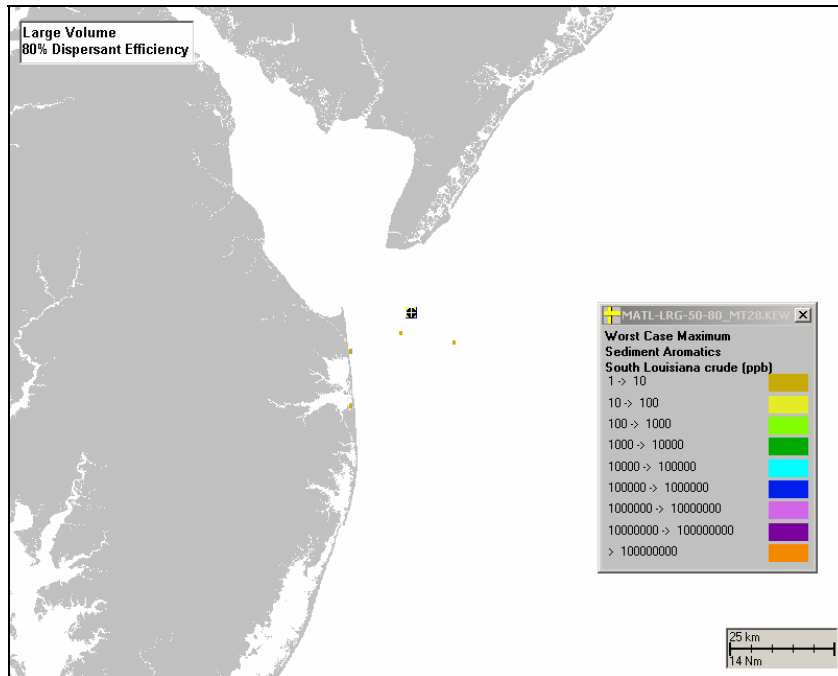 Large Volume
80% Dispersant Efficiency
MATL-LRG-50-80_MT28.KEW
Worst Case Maximum
Sediment Aromatics
South Louisiana crude (ppb)
1 -> 10
10 -> 100
100 -> 1000
1000 -> 10000
10000 -> 100000
100000 -> 1000000
1000000 -> 10000000
10000000 -> 100000000
> 100000000
25 km
14 Nm